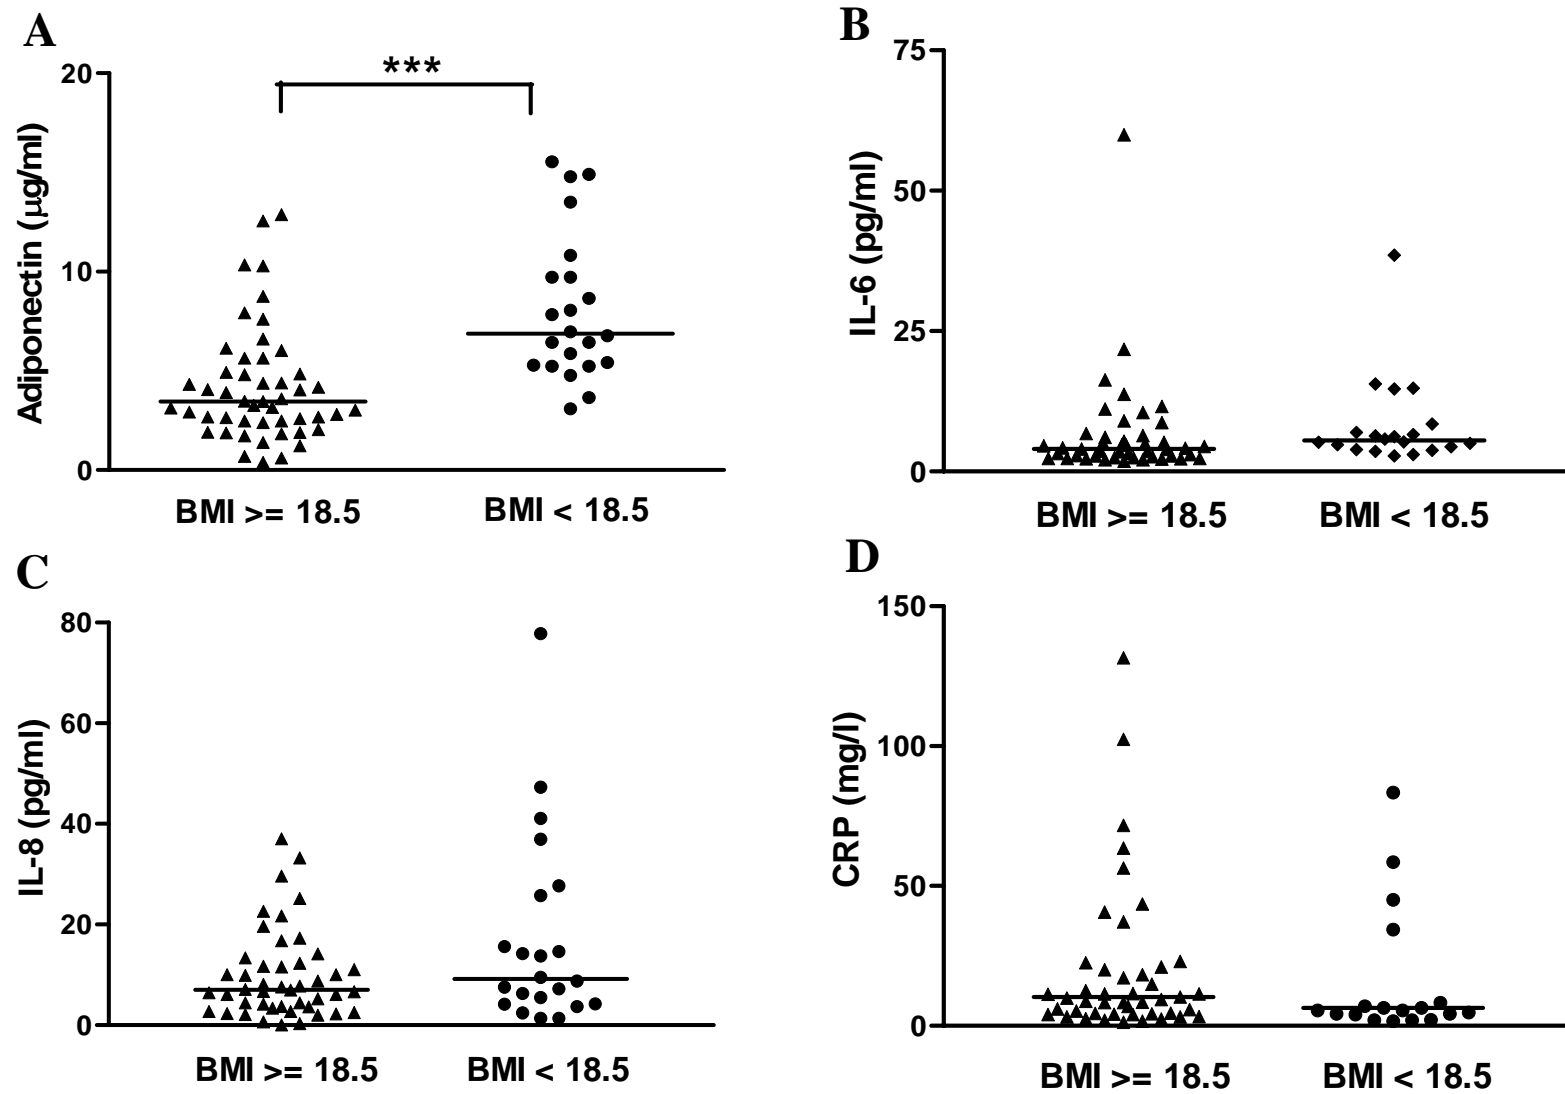 A
Adiponectin (µg/ml)
20
10
0
***
BMI >= 18.5
BMI < 18.5
B
IL-6 (pg/ml)
75
50
25
0
BMI >= 18.5
BMI < 18.5
C
IL-8 (pg/ml)
80
60
40
20
0
BMI >= 18.5
BMI < 18.5
D
CRP (mg/l)
150
100
50
0
BMI >= 18.5
BMI < 18.5